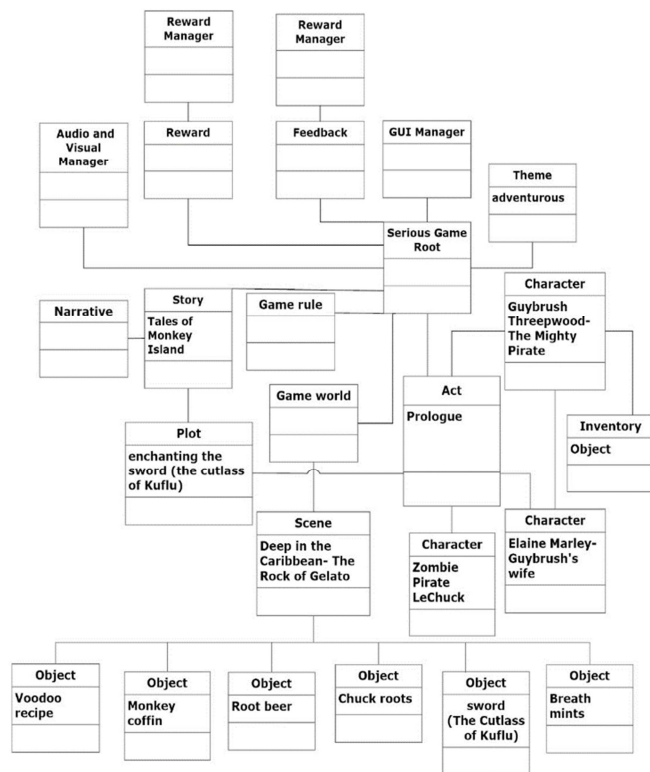 Reward
Manager
Reward
Manager
Audio and
Visual
Manager
Reward
Feedback
GUI Manager
Theme
adventurous
Serious Game
Root
Character
Guybrush
Threepwood-
The Mighty
Pirate
Narrative
Story
Tales of
Monkey
Island
Game rule
Game world
Act
Prologue
Inventory
Object
Plot
enchanting the
sword (the cutlass
of Kuflu)
Scene
Deep in the
Caribbean- The
Rock of Gelato
Character
Zombie
Pirate
LeChuck
Character
Elaine Marley-
Guybrush's
wife
Object
Voodoo
recipe
Object
Monkey
coffin
Object
Root beer
Object
Chuck roots
Object
sword
(The Cutlass
of Kuflu)
Object
Breath
mints